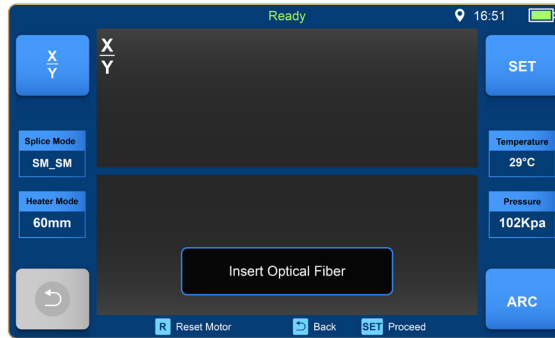 Ready
16:51
X
Y
X
Y
SET
Splice Mode
SM_SM
Temperature
29°C
Heater Mode
60mm
Pressure
102Kpa
Insert Optical Fiber
ARC
R Reset Motor
Back
SET Proceed